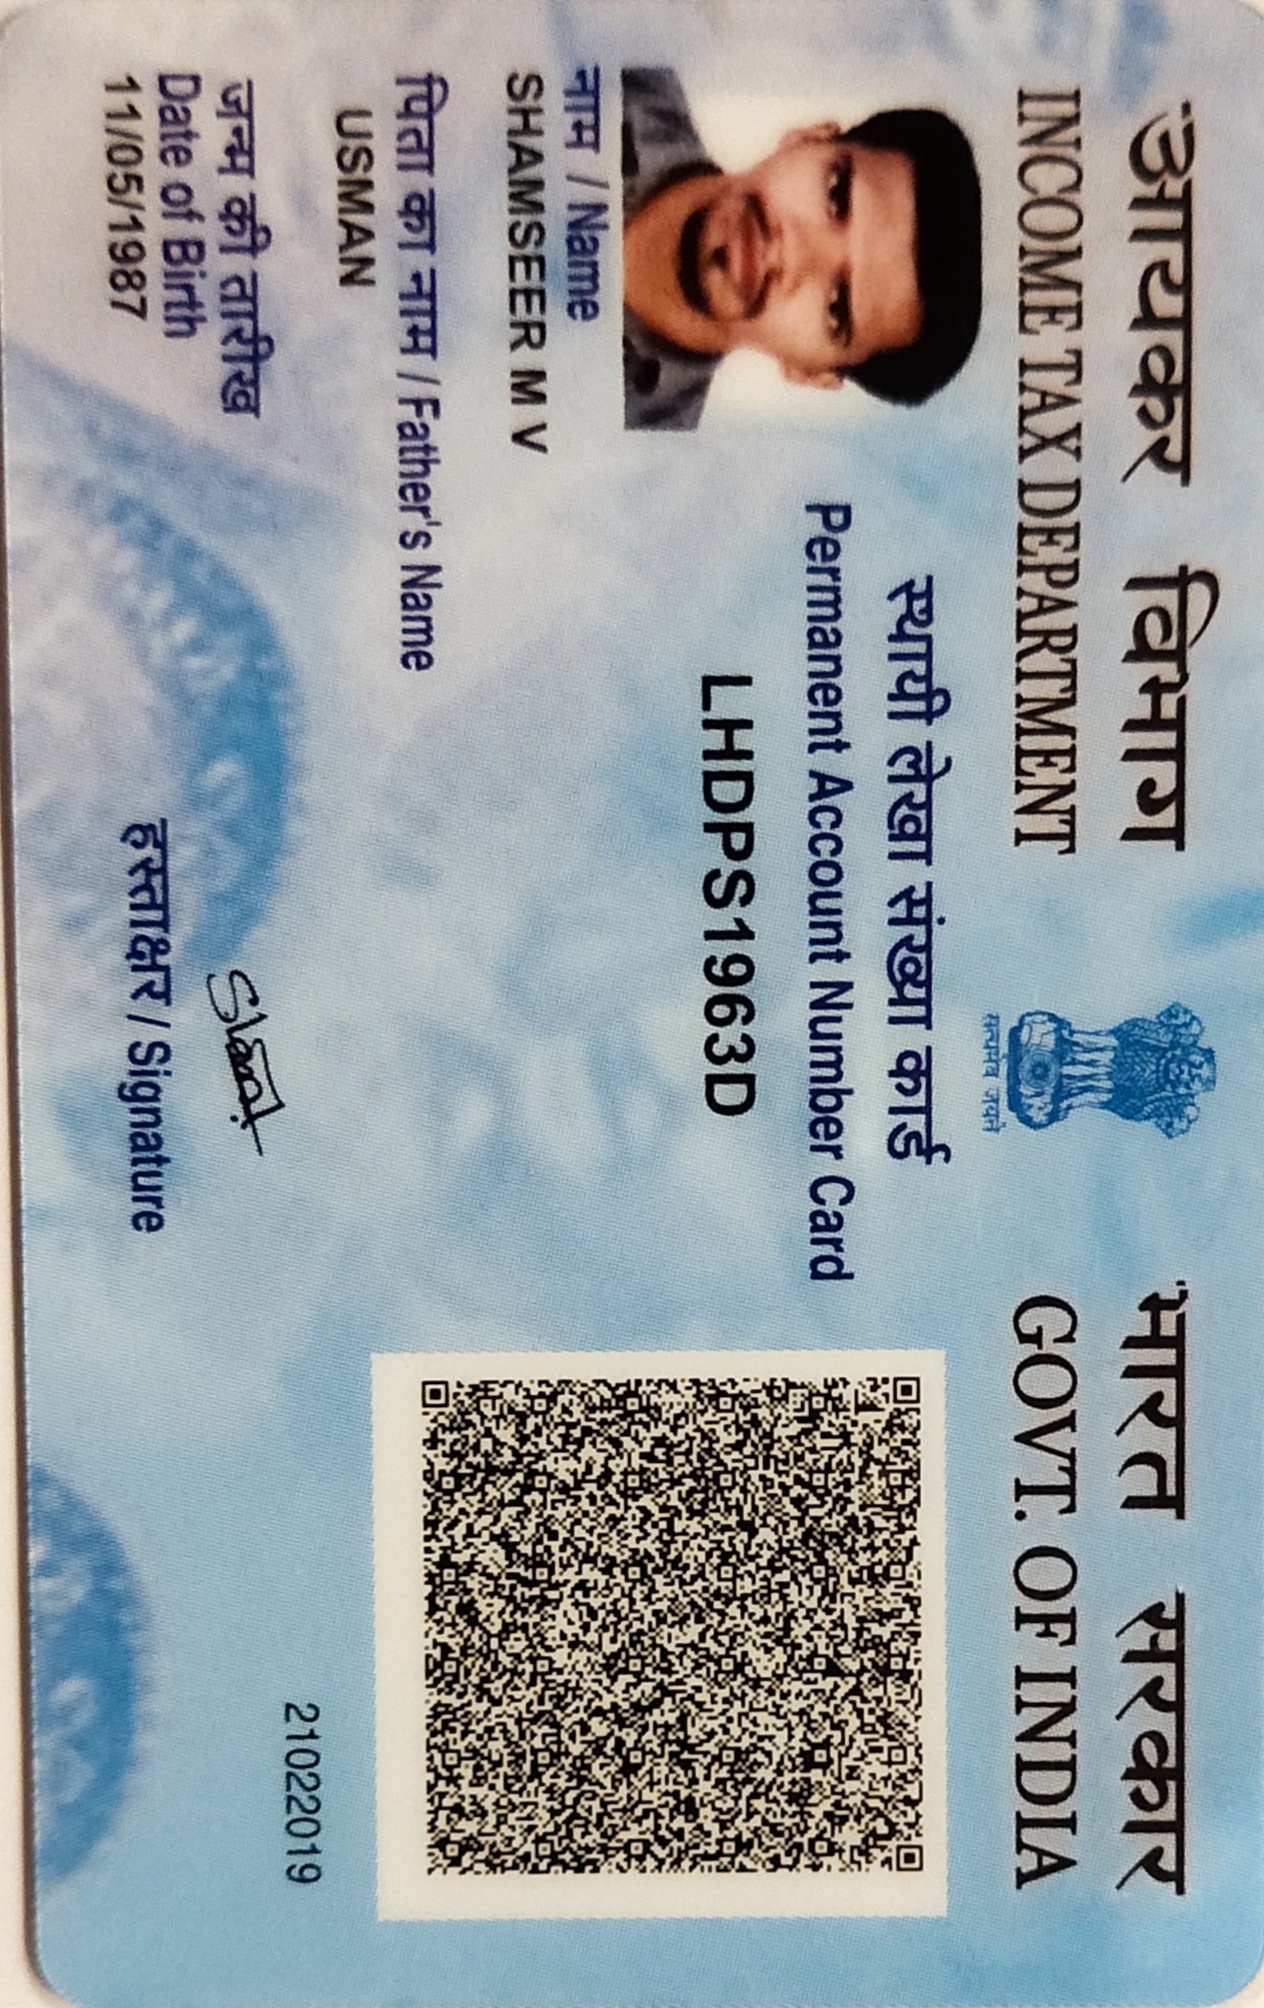 आयकर विभाग
INCOME TAX DEPARTMENT
सत्यमेव जयते
भारत सरकार
GOVT. OF INDIA
स्थायी लेखा संख्या कार्ड
Permanent Account Number Card
LHDPS1963D
नाम / Name
SHAMSEER M V
पिता का नाम / Father's Name
USMAN
जन्म की तारीख
Date of Birth
11/05/1987
हस्ताक्षर / Signature
21022019